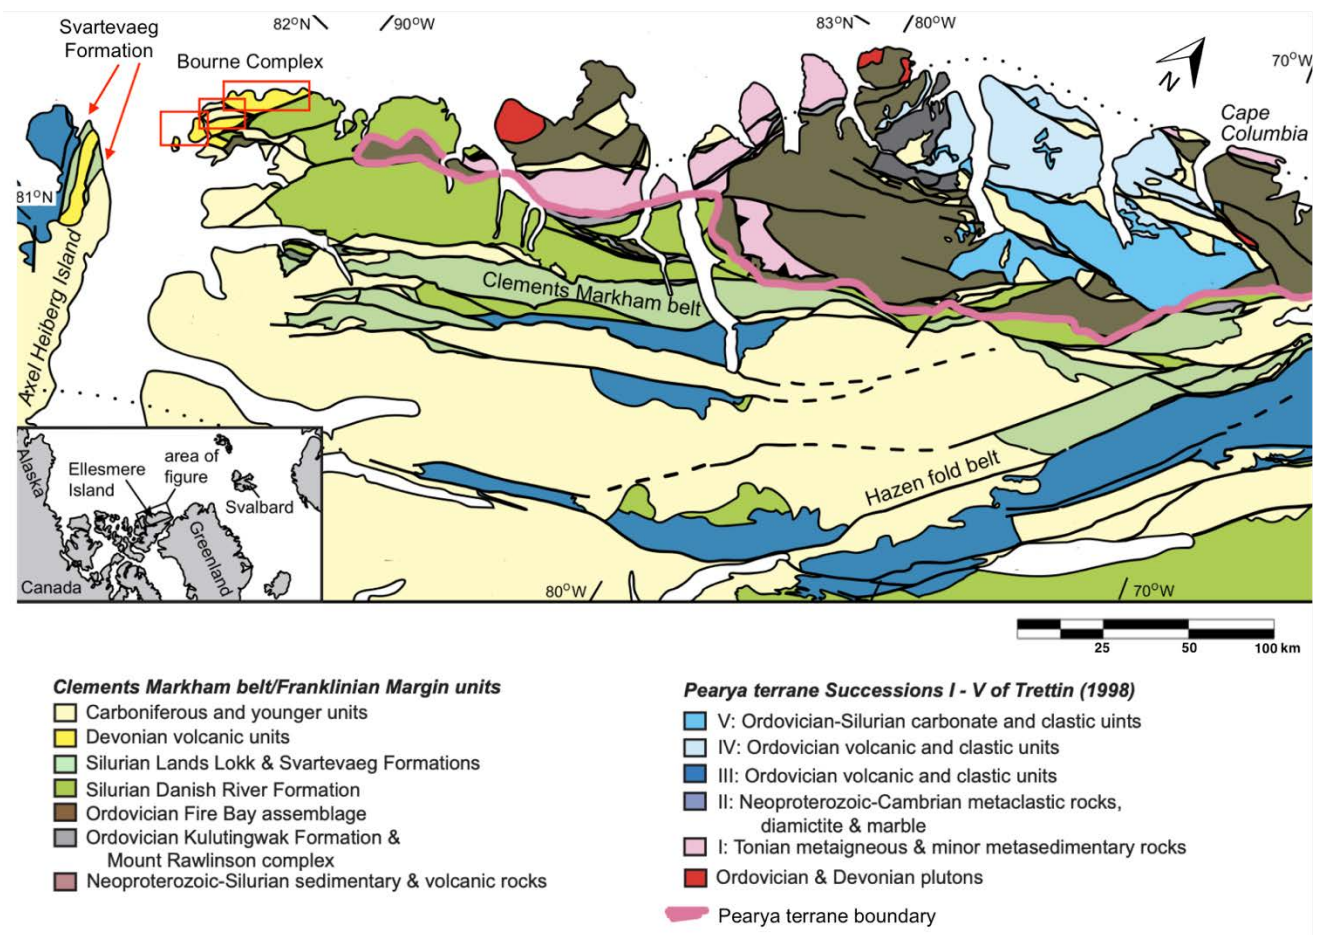 Svartevaeg
Formation
82°N
90°W
83°N
80°W
70°W
Bourne Complex
N
Cape
Columbia
81°N
Axel Heiberg Island
Clements Markham belt
Hazen fold belt
Alaska
Ellesmere
Island
area of
figure
Svalbard
Greenland
Canada
80°W
70°W
25
50
100 km
Clements Markham belt/Franklinian Margin units
Carboniferous and younger units
Devonian volcanic units
Silurian Lands Lokk & Svartevaeg Formations
Silurian Danish River Formation
Ordovician Fire Bay assemblage
Ordovician Kulutingwak Formation &
Mount Rawlinson complex
Neoproterozoic-Silurian sedimentary & volcanic rocks
Pearya terrane Successions I - V of Trettin (1998)
V: Ordovician-Silurian carbonate and clastic uints
IV: Ordovician volcanic and clastic units
III: Ordovician volcanic and clastic units
II: Neoproterozoic-Cambrian metaclastic rocks,
diamictite & marble
I: Tonian metaigneous & minor metasedimentary rocks
Ordovician & Devonian plutons
Pearya terrane boundary